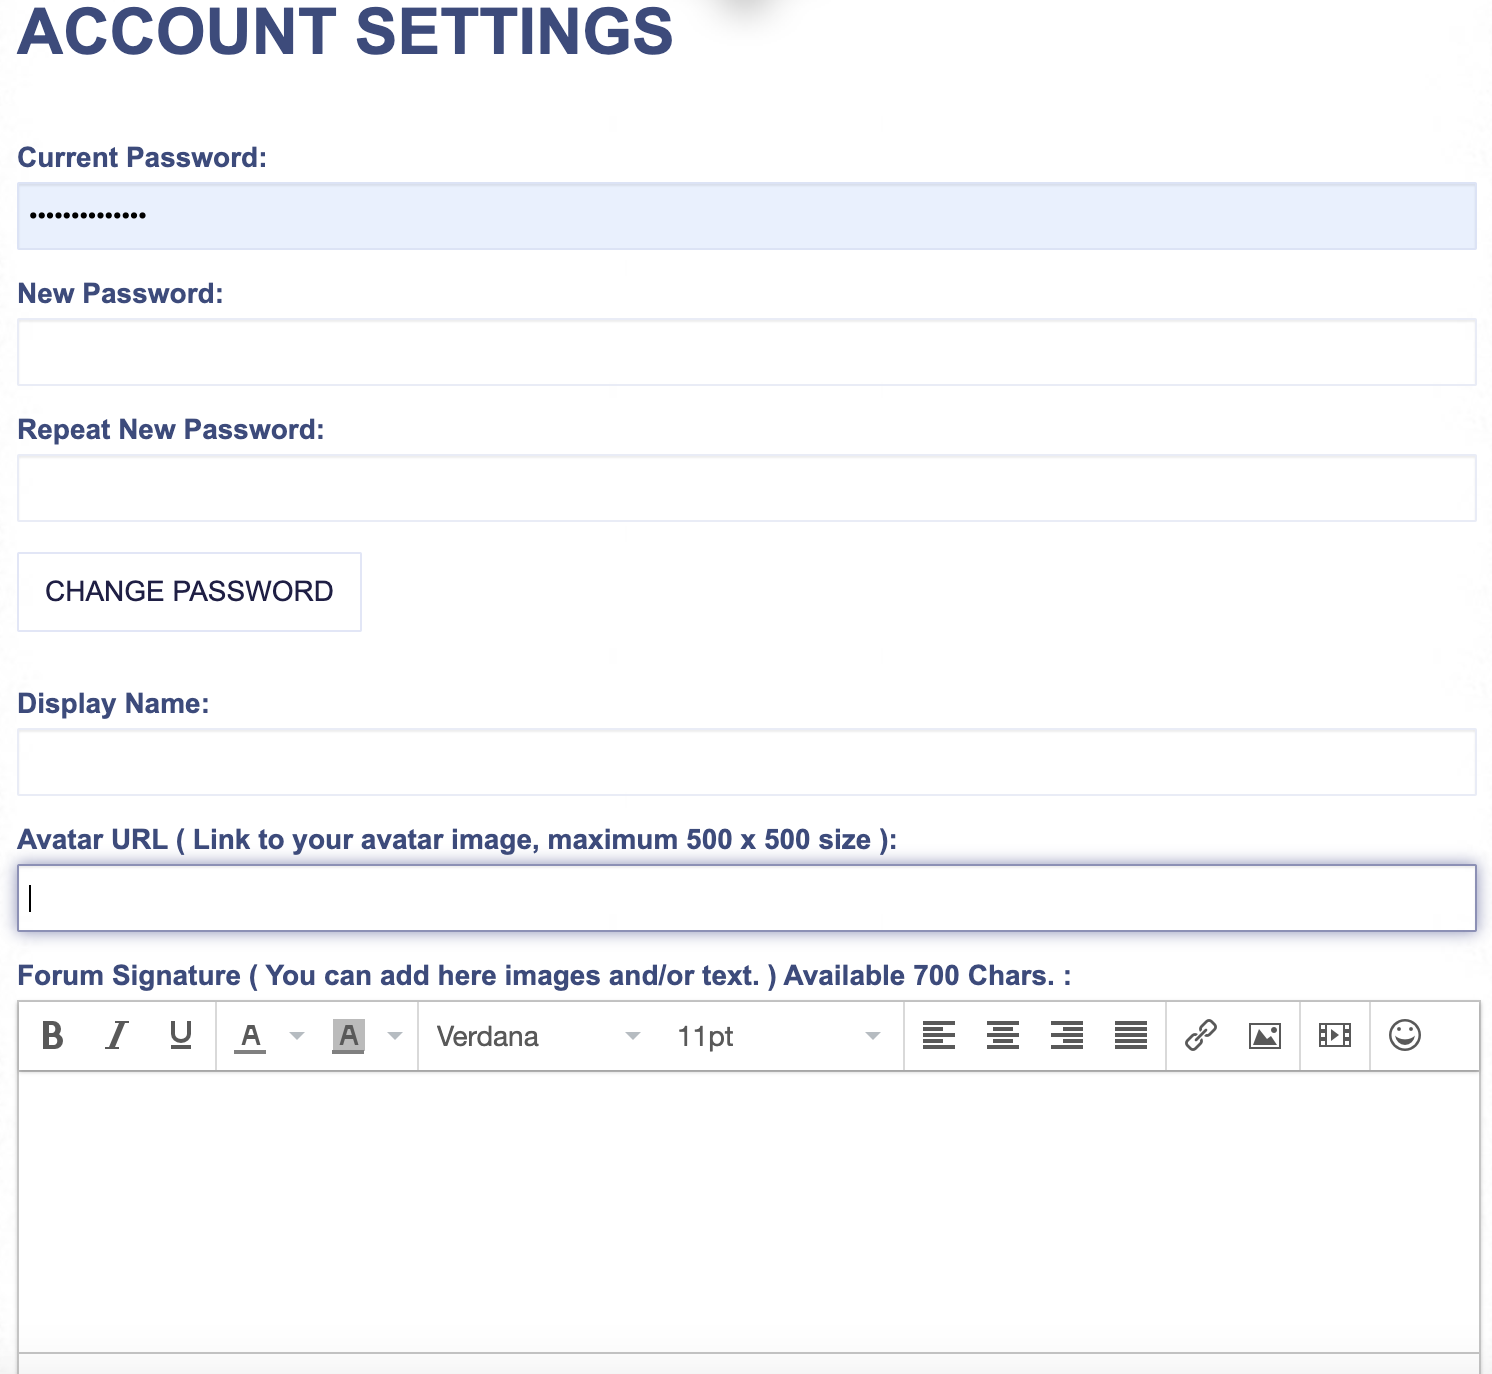 ACCOUNT SETTINGS
Current Password:
••••••••••••••
New Password:
Repeat New Password:
CHANGE PASSWORD
Display Name:
Avatar URL ( Link to your avatar image, maximum 500 x 500 size ):
Forum Signature ( You can add here images and/or text. ) Available 700 Chars. :
B I U A A Verdana 11pt